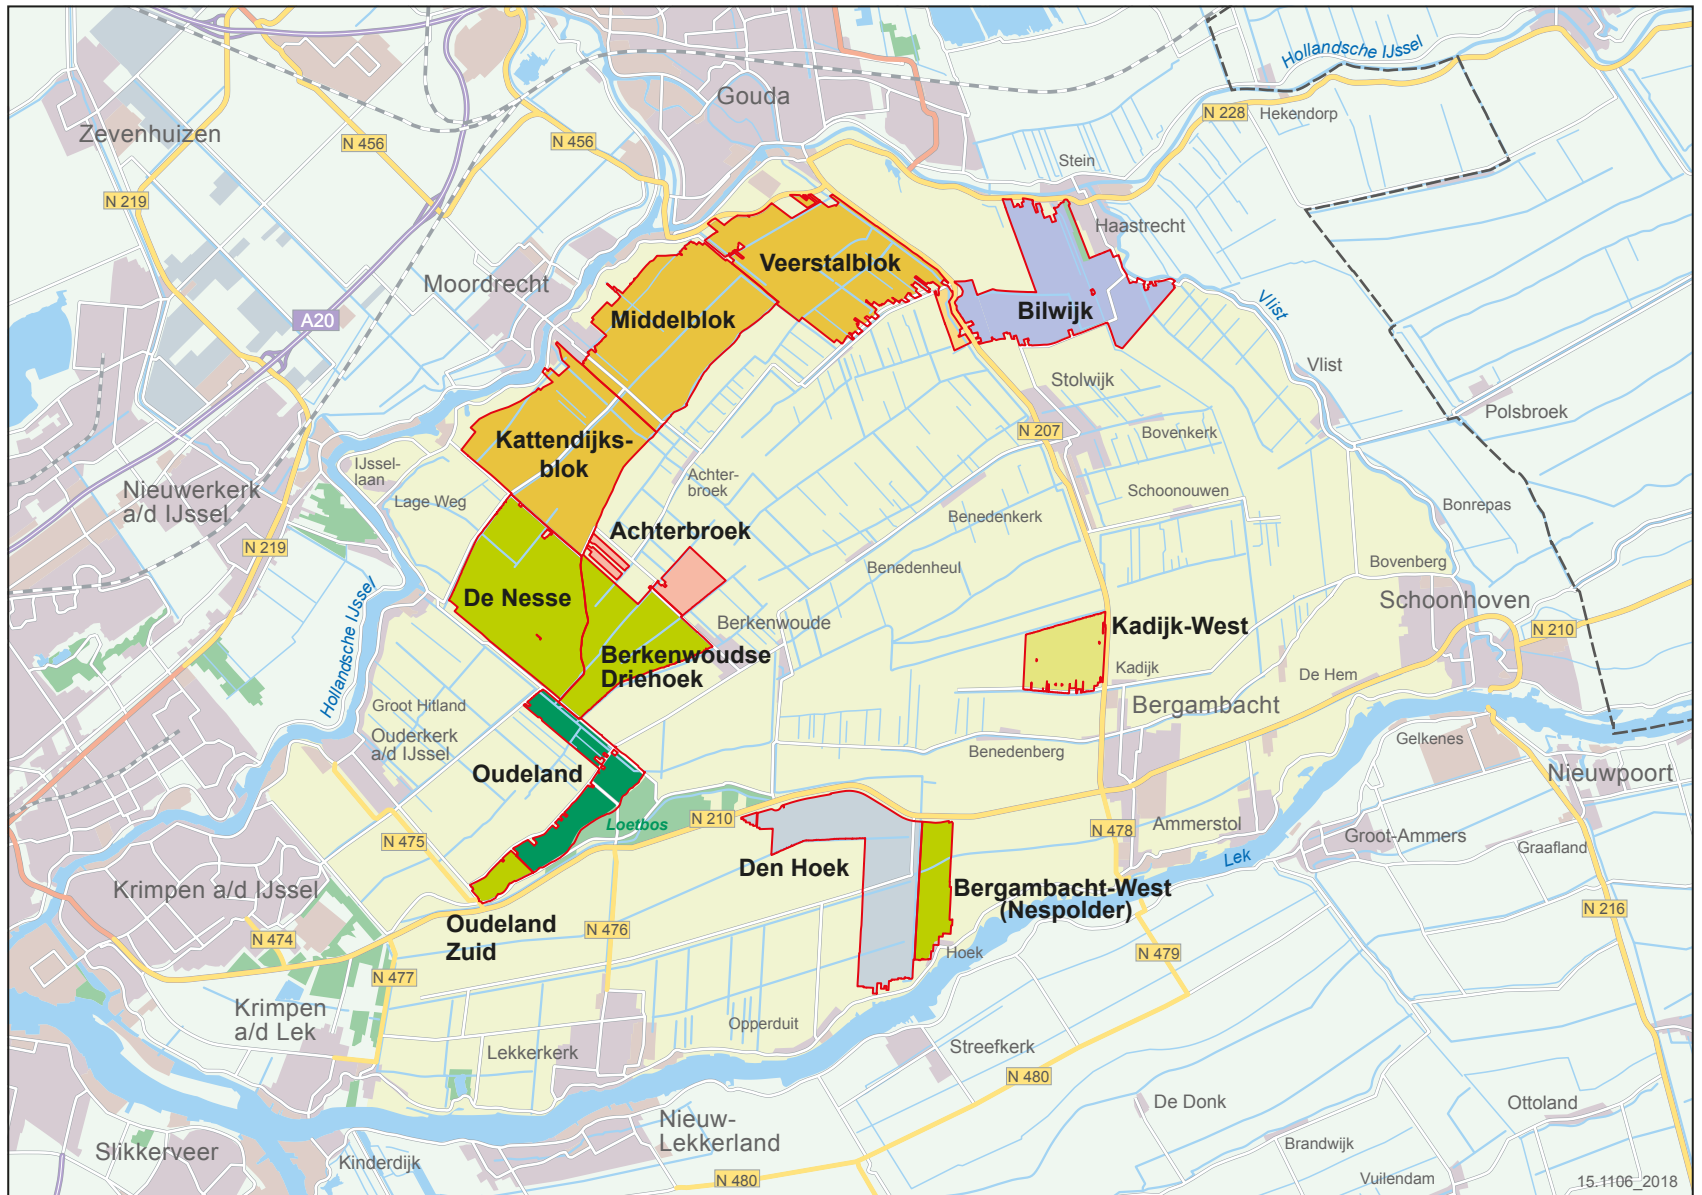 Hollandsche IJssel
Gouda
Zevenhuizen
N 456
N 456
N 228
Hekendorp
Stein
N 219
Haastrecht
Moordrecht
Veerstalblok
A20
Middelblok
Bilwijk
Vlist
Vlist
Stolwijk
Polsbroek
N 207
Bovenkerk
Kattendijks-
blok
IJssel-
laan
Achter-
broek
Nieuwerkerk
a/d IJssel
Lage Weg
Schoonouwen
Bonrepas
Benedenkerk
Achterbroek
N 219
Benedenheul
Bovenberg
De Nesse
Schoonhoven
Hollandsche IJssel
Berkenwoude
Kadijk-West
N 210
Berkenwoudse
Driehoek
Kadijk
De Hem
Groot Hitland
Bergambacht
Ouderkerk
a/d IJssel
Benedenberg
Gelkenes
Oudeland
Nieuwpoort
Loetbos
N 210
N 475
N 478
Ammerstol
Groot-Ammers
Graafland
Lek
Den Hoek
Krimpen a/d IJssel
Bergambacht-West
(Nespolder)
N 216
Oudeland
Zuid
N 474
N 476
Hoek
N 479
N 477
Krimpen
a/d Lek
Opperduit
Lekkerkerk
Streefkerk
N 480
De Donk
Ottoland
Nieuw-
Lekkerland
Brandwijk
Slikkerveer
Kinderdijk
N 480
Vuilendam
15.1106_2018